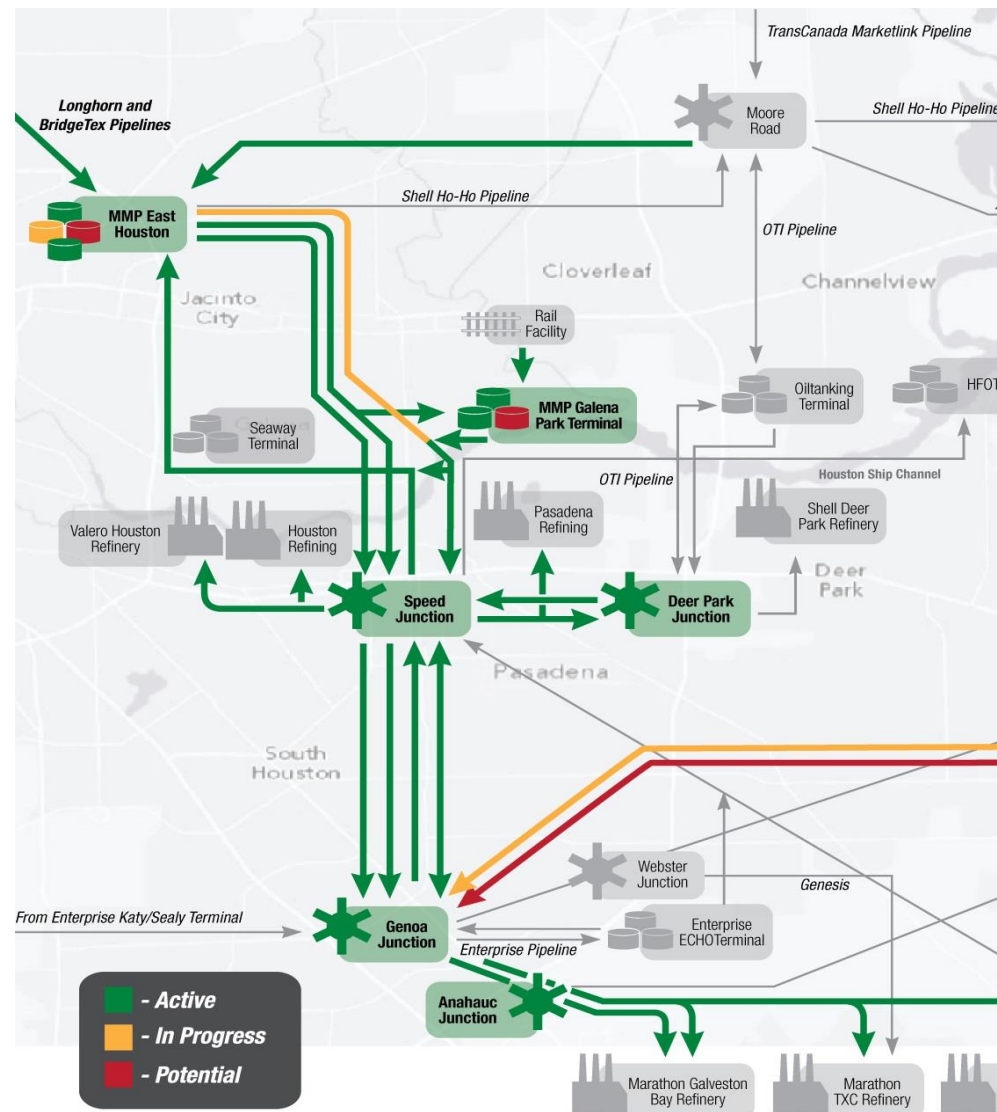 TransCanada Marketlink Pipeline
Longhorn and
BridgeTex Pipelines
Moore
Road
Shell Ho-Ho Pipeline
Shell Ho-Ho Pipeline
MMP East
Houston
OTI Pipeline
Cloverleaf
Channelview
Jacinto
City
Rail
Facility
MMP Galena
Park Terminal
Oiltanking
Terminal
HFOT
Seaway
Terminal
OTI Pipeline
Houston Ship Channel
Valero Houston
Refinery
Houston
Refining
Pasadena
Refining
Shell Deer
Park Refinery
Speed
Junction
Deer Park
Junction
Deer
Park
Pasadena
South
Houston
Webster
Junction
Genesis
From Enterprise Katy/Sealy Terminal
Genoa
Junction
Enterprise Pipeline
Enterprise
ECHOTerminal
Anahauc
Junction
- Active
- In Progress
- Potential
Marathon Galveston
Bay Refinery
Marathon
TXC Refinery